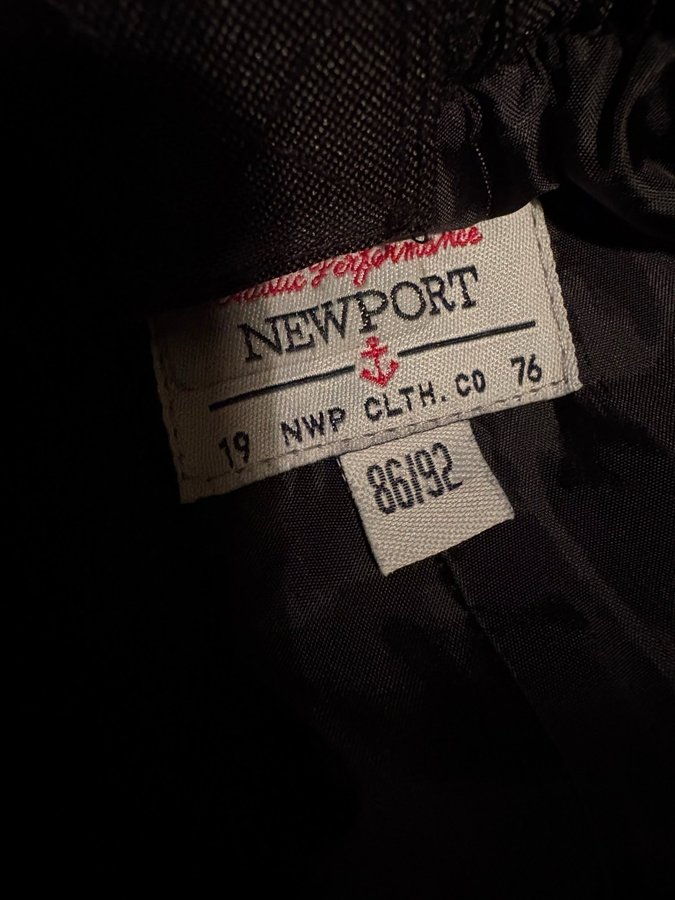 Performance
NEWPORT
19 NWP CLTH. CO 76
86/92